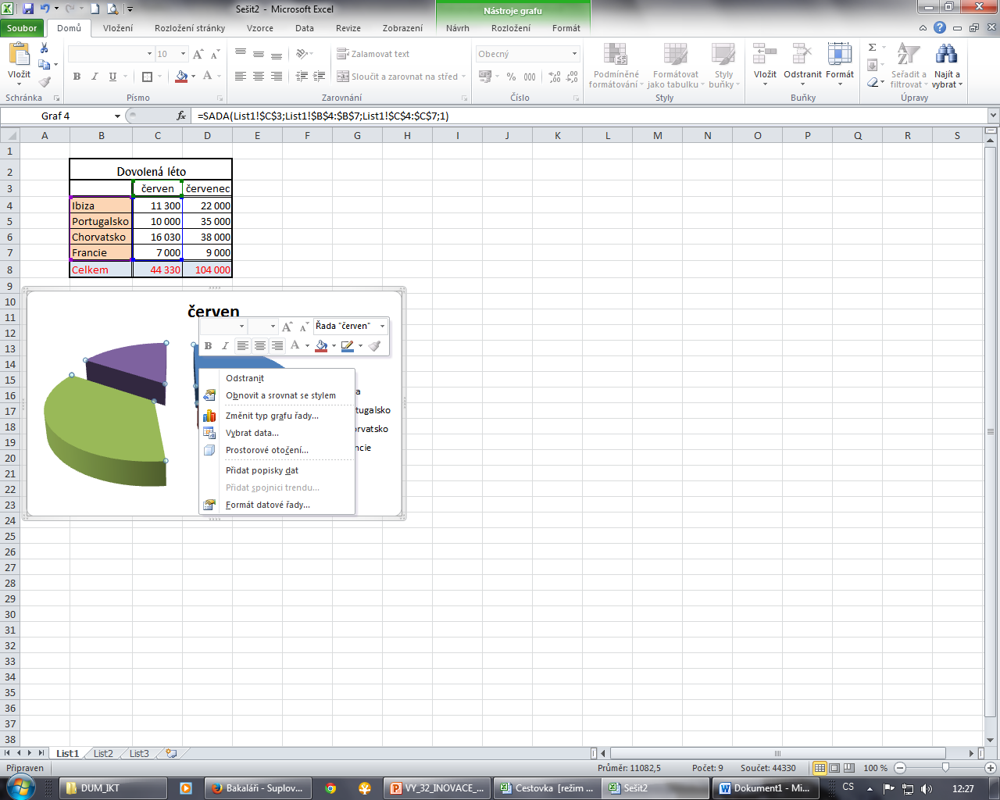 Sešit2 - Microsoft Excel
Nástroje grafu
Soubor Domů Vložení Rozložení stránky Vzorce Data Revize Zobrazení Návrh Rozložení Formát
Vložit
Schránka
10
B I U A
Písmo
Zalamovat text
Sloučit a zarovnat na střed
Zarovnání
Obecný
% 000
Číslo
Podmíněné formátování
Formátovat jako tabulku
Styly buňky
Styly
Vložit Odstranit Formát
Buňky
Seřadit a filtrovat
Najít a vybrat
Úpravy
Graf 4
fx =SADA(List1!$C$3;List1!$B$4:$B$7;List1!$C$4:$C$7;1)
A B C D E F G H I J K L M N O P Q R S
1
2 Dovolená léto
3 červen červenec
4 Ibiza 11 300 22 000
5 Portugalsko 10 000 35 000
6 Chorvatsko 16 030 38 000
7 Francie 7 000 9 000
8 Celkem 44 330 104 000
9
10
11
12
13
14
15
16
17
18
19
20
21
22
23
24
25
26
27
28
29
30
31
32
33
34
35
36
37
38
červen
Řada "červen"
B I A
Odstranit
Obnovit a srovnat se stylem
Změnit typ grafu řady...
Vybrat data...
Prostorové otočení...
Přidat popisky dat
Přidat spojnici trendu...
Formát datové řady...
a
tugalsko
orvatsko
ncie
List1 List2 List3
Připraven
Průměr: 11082,5 Počet: 9 Součet: 44330 100 %
DUM_IKT
Bakaláři - Suplov...
VY_32_INOVACE_...
Cestovka [režim ...
Sešit2
Dokument1 - Mi...
CS
12:27